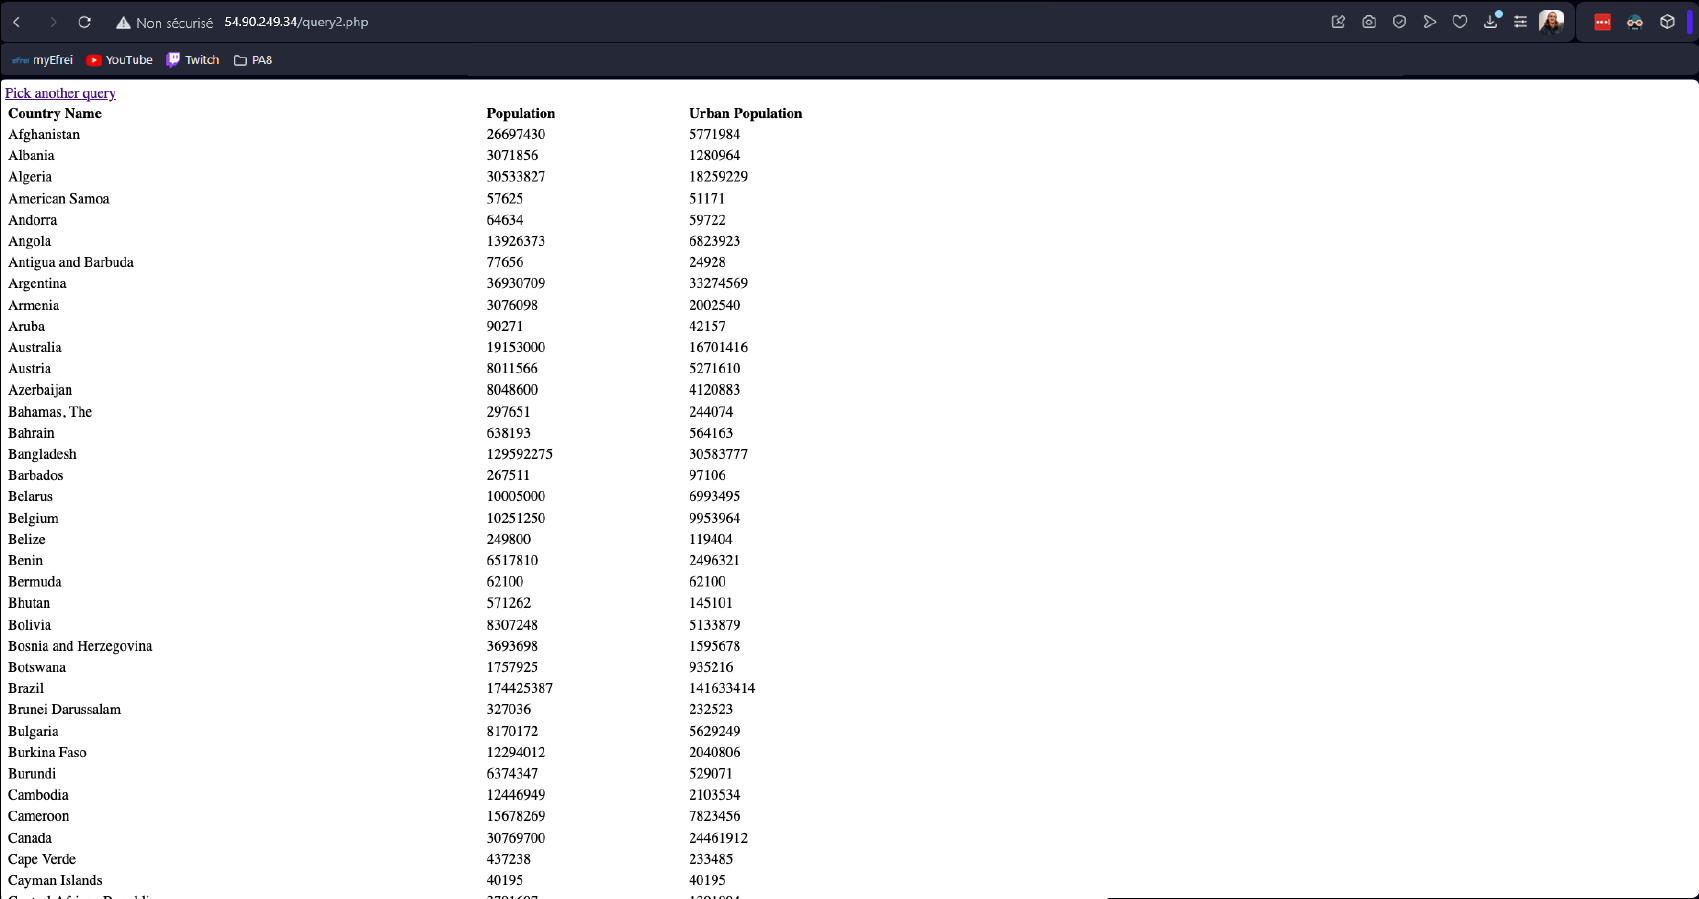 Non sécurisé 54.90.249.34/query2.php
efrei myEfrei YouTube Twitch PA8
Pick another query
Country Name Population Urban Population
Afghanistan 26697430 5771984
Albania 3071856 1280964
Algeria 30533827 18259229
American Samoa 57625 51171
Andorra 64634 59722
Angola 13926373 6823923
Antigua and Barbuda 77656 24928
Argentina 36930709 33274569
Armenia 3076098 2002540
Aruba 90271 42157
Australia 19153000 16701416
Austria 8011566 5271610
Azerbaijan 8048600 4120883
Bahamas, The 297651 244074
Bahrain 638193 564163
Bangladesh 129592275 30583777
Barbados 267511 97106
Belarus 10005000 6993495
Belgium 10251250 9953964
Belize 249800 119404
Benin 6517810 2496321
Bermuda 62100 62100
Bhutan 571262 145101
Bolivia 8307248 5133879
Bosnia and Herzegovina 3693698 1595678
Botswana 1757925 935216
Brazil 174425387 141633414
Brunei Darussalam 327036 232523
Bulgaria 8170172 5629249
Burkina Faso 12294012 2040806
Burundi 6374347 529071
Cambodia 12446949 2103534
Cameroon 15678269 7823456
Canada 30769700 24461912
Cape Verde 437238 233485
Cayman Islands 40195 40195